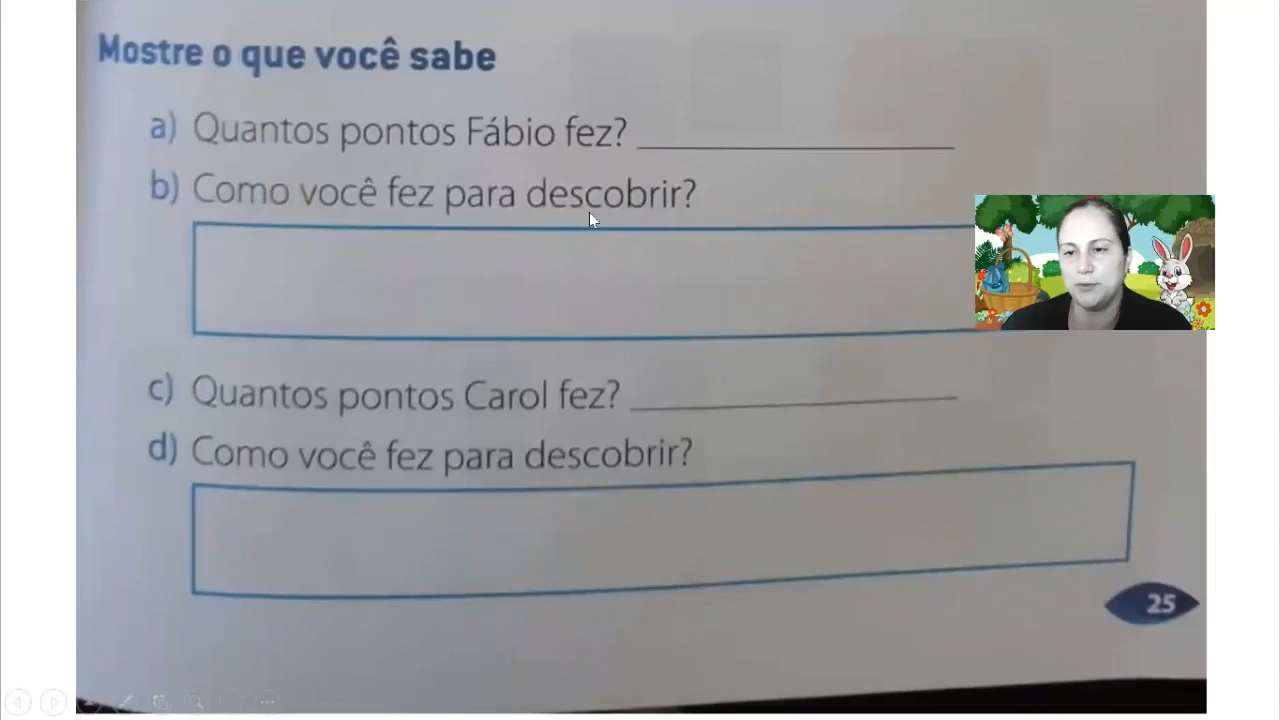 Mostre o que você sabe
a) Quantos pontos Fábio fez?
b) Como você fez para descobrir?
c) Quantos pontos Carol fez?
d) Como você fez para descobrir?
25